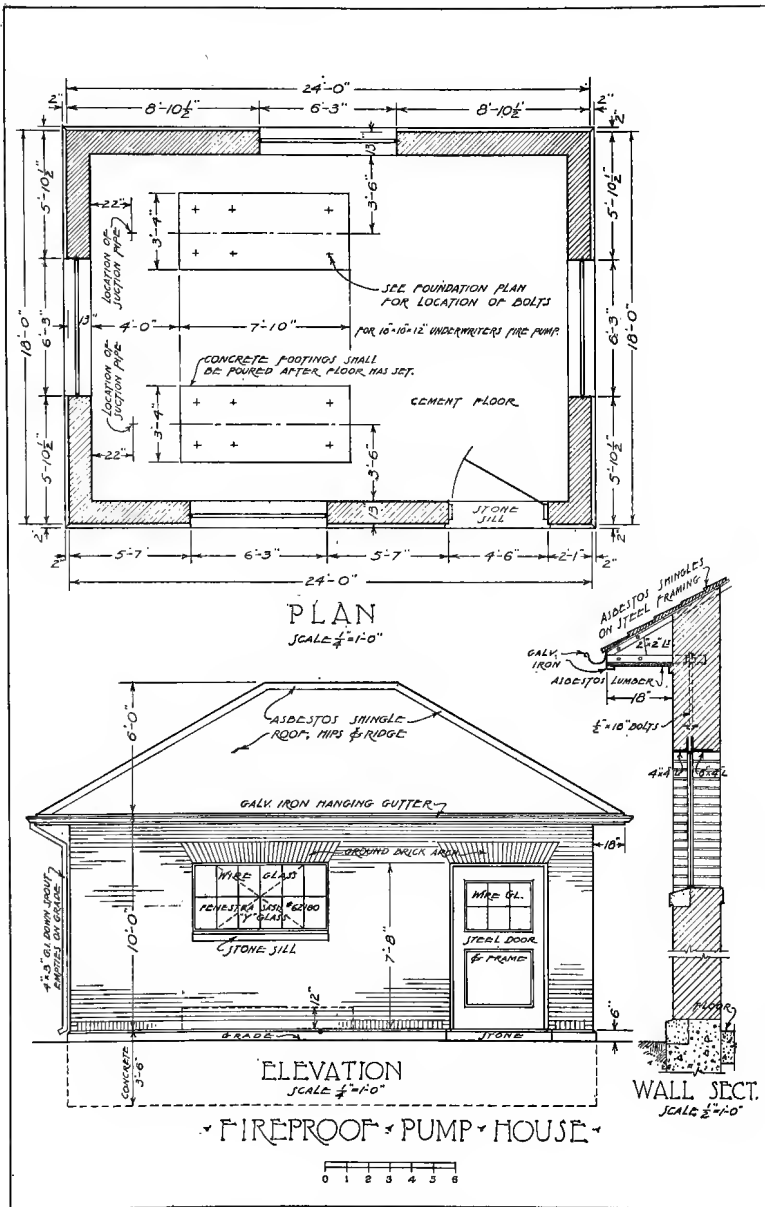 24'-0"
8'-10½" 6'-3" 8'-10½"
2" 2"
2" 2"
5'-10½" 5'-10½"
13"
3'-6"
22"
3'-4"
LOCATION OF
SUCTION PIPE
SEE FOUNDATION PLAN
FOR LOCATION OF BOLTS
18'-0" 6'-3" 13" 4'-0" 7'-10" 6'-3" 18'-0"
FOR 18"×10"×12" UNDERWRITERS FIRE PUMP.
CONCRETE FOOTINGS SHALL
BE POURED AFTER FLOOR HAS SET.
LOCATION OF
SUCTION PIPE
CEMENT FLOOR
3'-4"
22"
3'-6"
5'-10½" 5'-10½"
13"
STONE
SILL
2" 2"
2" 5'-7" 6'-3" 5'-7" 4'-6" 2'-1" 2"
24'-0"
PLAN
SCALE ¼"=1'-0"
ASBESTOS SHINGLES
ON STEEL FRAMING
2"×2" Ls
GALV.
IRON
ASBESTOS LUMBER
18"
½"×18" BOLTS
4"×4" L 6"×4" L
FLOOR
WALL SECT.
SCALE ½"=1'-0"
6'-0"
ASBESTOS SHINGLE
ROOF, HIPS & RIDGE
GALV. IRON HANGING GUTTER
18"
GROUND BRICK AREA
WIRE GLASS
FENESTRA SASH #62180
"Y" GLASS
STONE SILL
WIRE GL.
STEEL DOOR
& FRAME
4"×3" G.I. DOWN SPOUT
EMPTIES ON GRADE
10'-0"
7'-8"
12"
6"
GRADE
STONE
CONCRETE
3'-6"
ELEVATION
SCALE ¼"=1'-0"
FIREPROOF PUMP HOUSE
0 1 2 3 4 5 6